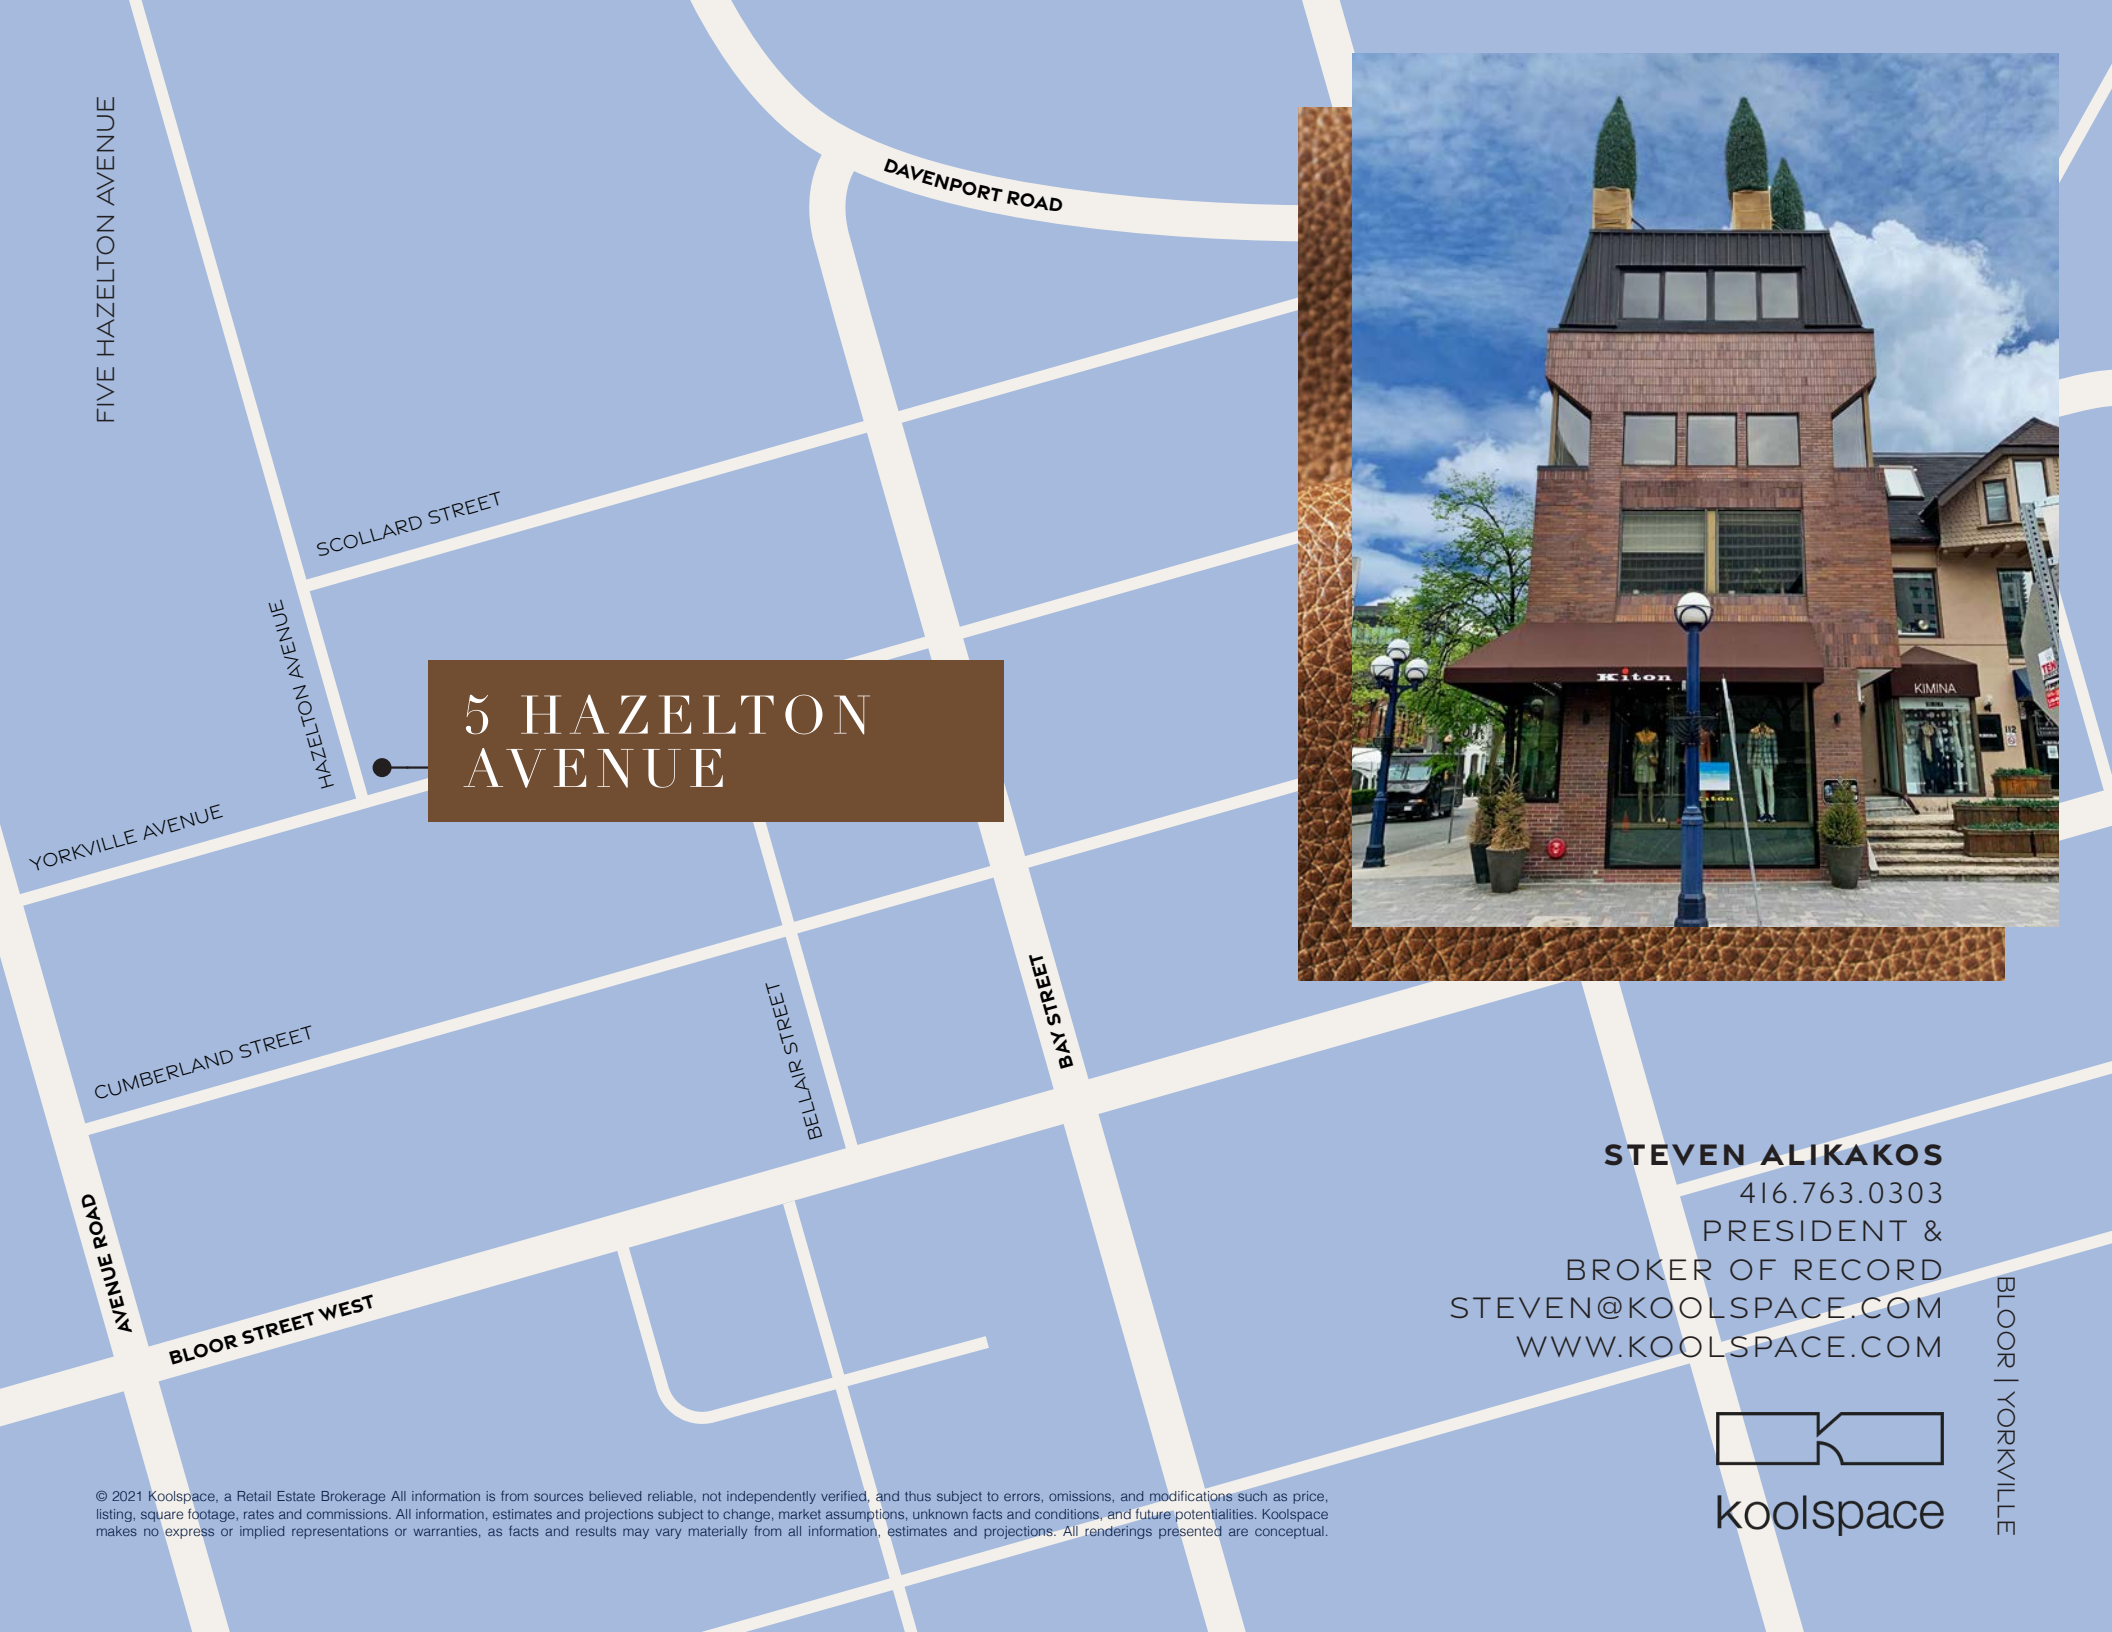 FIVE HAZELTON AVENUE
DAVENPORT ROAD
SCOLLARD STREET
HAZELTON AVENUE
5 HAZELTON
AVENUE
YORKVILLE AVENUE
CUMBERLAND STREET
BELLAIR STREET
BAY STREET
AVENUE ROAD
BLOOR STREET WEST
Kiton
KIMINA
112
TEN
STEVEN ALIKAKOS
416.763.0303
PRESIDENT &
BROKER OF RECORD
STEVEN@KOOLSPACE.COM
WWW.KOOLSPACE.COM
BLOOR | YORKVILLE
koolspace
© 2021 Koolspace, a Retail Estate Brokerage All information is from sources believed reliable, not independently verified, and thus subject to errors, omissions, and modifications such as price,
listing, square footage, rates and commissions. All information, estimates and projections subject to change, market assumptions, unknown facts and conditions, and future potentialities. Koolspace
makes no express or implied representations or warranties, as facts and results may vary materially from all information, estimates and projections. All renderings presented are conceptual.